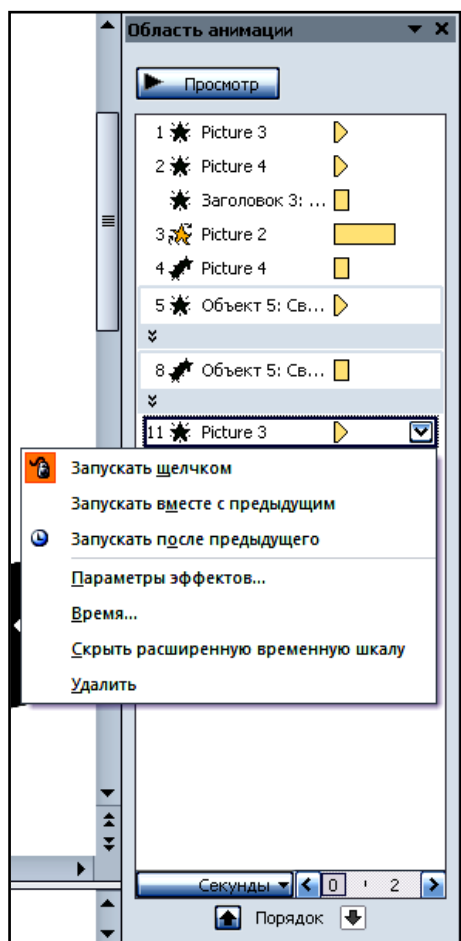 Область анимации
Просмотр
1 Picture 3
2 Picture 4
Заголовок 3: ...
3 Picture 2
4 Picture 4
5 Объект 5: Св...
8 Объект 5: Св...
11 Picture 3
Запускать щелчком
Запускать вместе с предыдущим
Запускать после предыдущего
Параметры эффектов...
Время...
Скрыть расширенную временную шкалу
Удалить
Секунды 0 2
Порядок